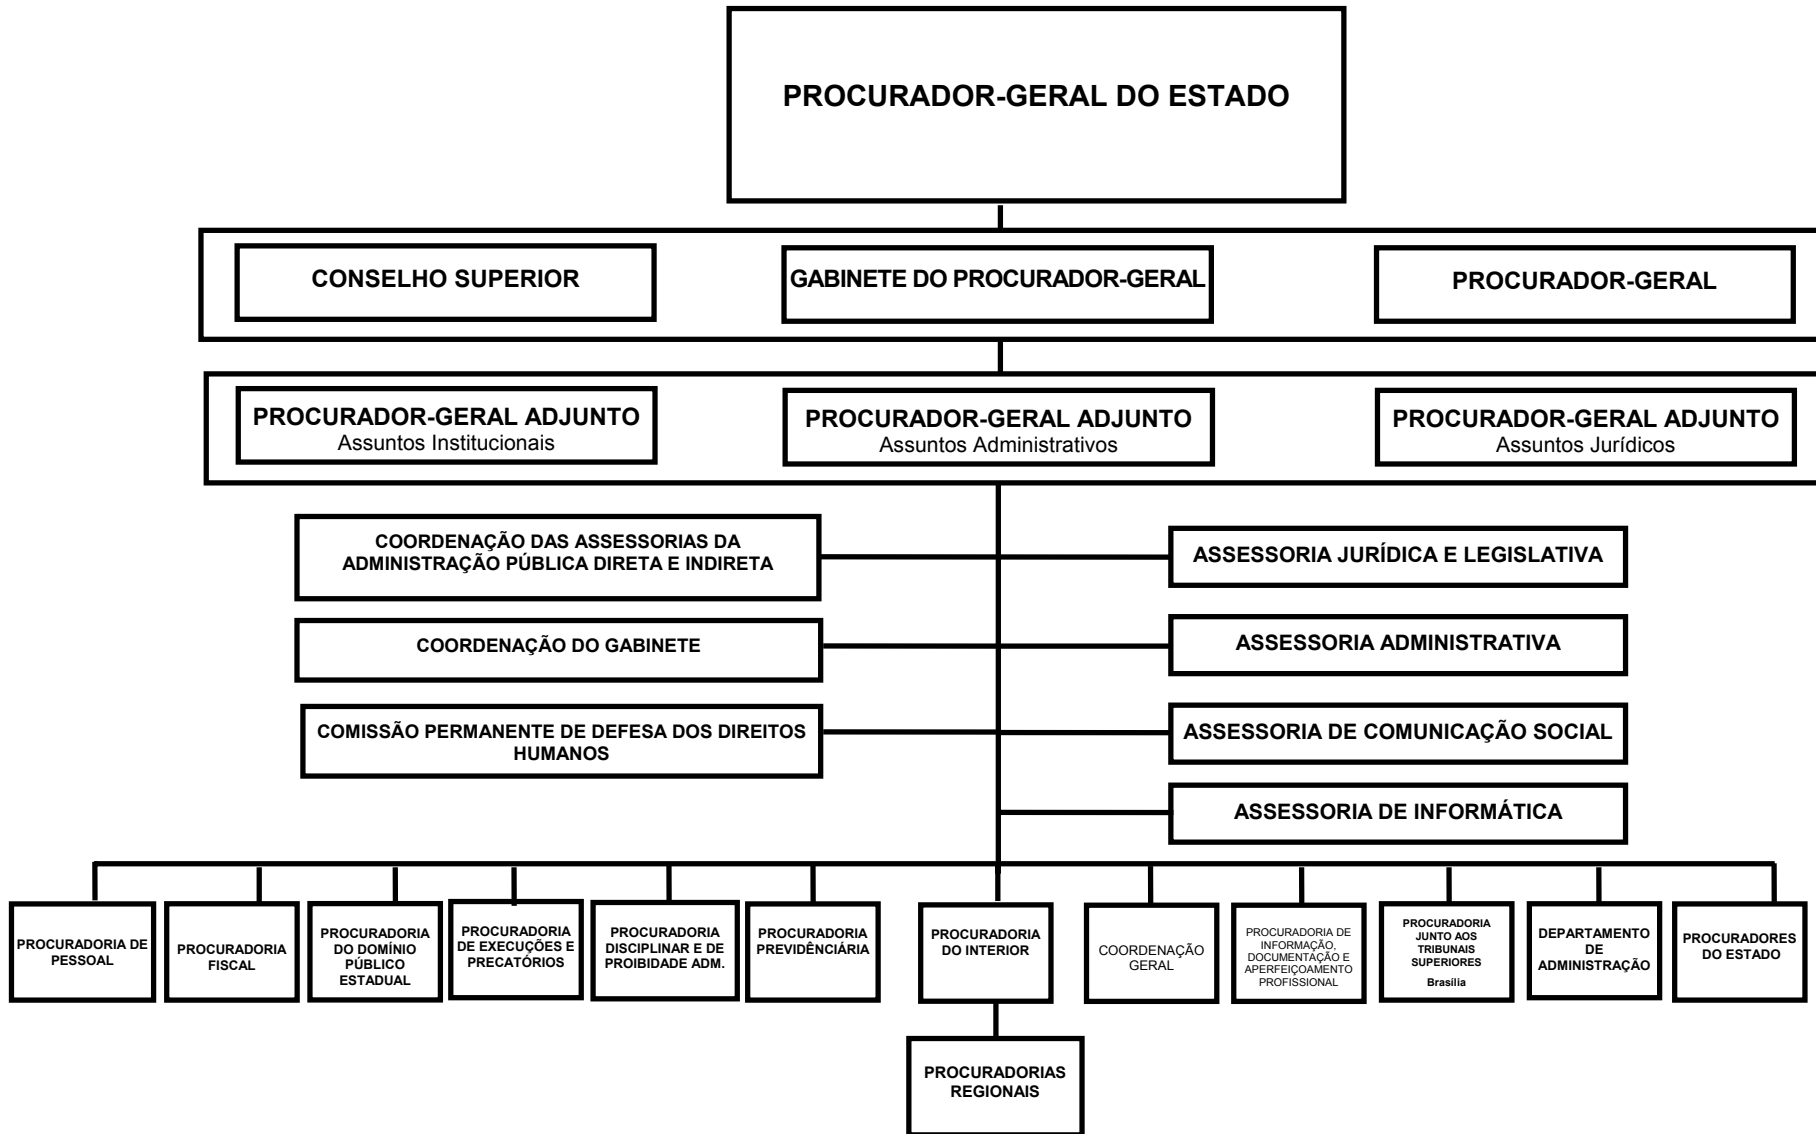 PROCURADOR-GERAL DO ESTADO
CONSELHO SUPERIOR
GABINETE DO PROCURADOR-GERAL
PROCURADOR-GERAL
PROCURADOR-GERAL ADJUNTO
Assuntos Institucionais
PROCURADOR-GERAL ADJUNTO
Assuntos Administrativos
PROCURADOR-GERAL ADJUNTO
Assuntos Jurídicos
COORDENAÇÃO DAS ASSESSORIAS DA
ADMINISTRAÇÃO PÚBLICA DIRETA E INDIRETA
ASSESSORIA JURÍDICA E LEGISLATIVA
COORDENAÇÃO DO GABINETE
ASSESSORIA ADMINISTRATIVA
COMISSÃO PERMANENTE DE DEFESA DOS DIREITOS
HUMANOS
ASSESSORIA DE COMUNICAÇÃO SOCIAL
ASSESSORIA DE INFORMÁTICA
PROCURADORIA DE
PESSOAL
PROCURADORIA
FISCAL
PROCURADORIA
DO DOMÍNIO
PÚBLICO
ESTADUAL
PROCURADORIA
DE EXECUÇÕES E
PRECATÓRIOS
PROCURADORIA
DISCIPLINAR E DE
PROIBIDADE ADM.
PROCURADORIA
PREVIDÊNCIÁRIA
PROCURADORIA
DO INTERIOR
COORDENAÇÃO
GERAL
PROCURADORIA DE
INFORMAÇÃO,
DOCUMENTAÇÃO E
APERFEIÇOAMENTO
PROFISSIONAL
PROCURADORIA
JUNTO AOS
TRIBUNAIS
SUPERIORES
Brasília
DEPARTAMENTO
DE
ADMINISTRAÇÃO
PROCURADORES
DO ESTADO
PROCURADORIAS
REGIONAIS